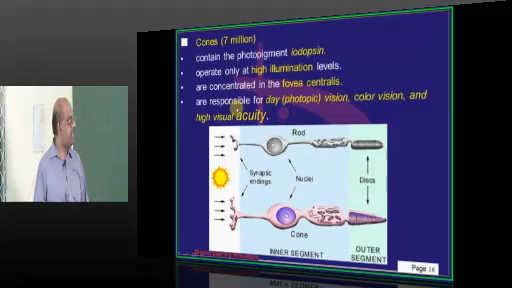 Cones (7 million)
contain the photopigment iodopsin.
operate only at high illumination levels.
are concentrated in the fovea centralis.
are responsible for day (photopic) vision, color vision, and
high visual acuity.
Rod
Synaptic
endings
Nuclei
Discs
Cone
INNER SEGMENT
OUTER
SEGMENT
Page 16